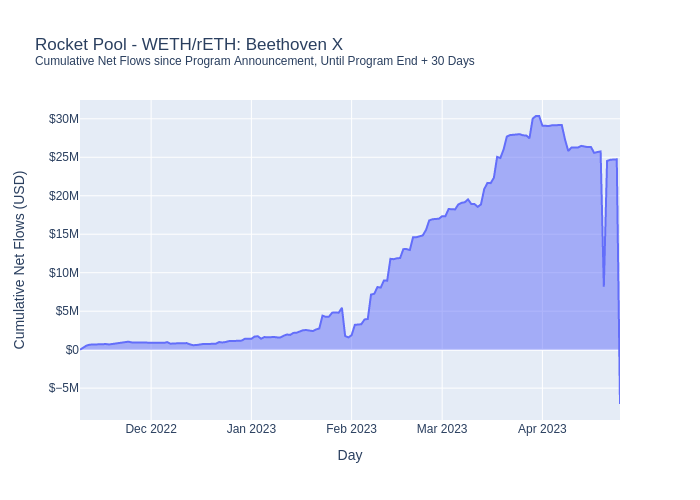 Rocket Pool - WETH/rETH: Beethoven X
Cumulative Net Flows since Program Announcement, Until Program End + 30 Days
Cumulative Net Flows (USD)
$30M
$25M
$20M
$15M
$10M
$5M
$0
$−5M
Dec 2022
Jan 2023
Feb 2023
Mar 2023
Apr 2023
Day